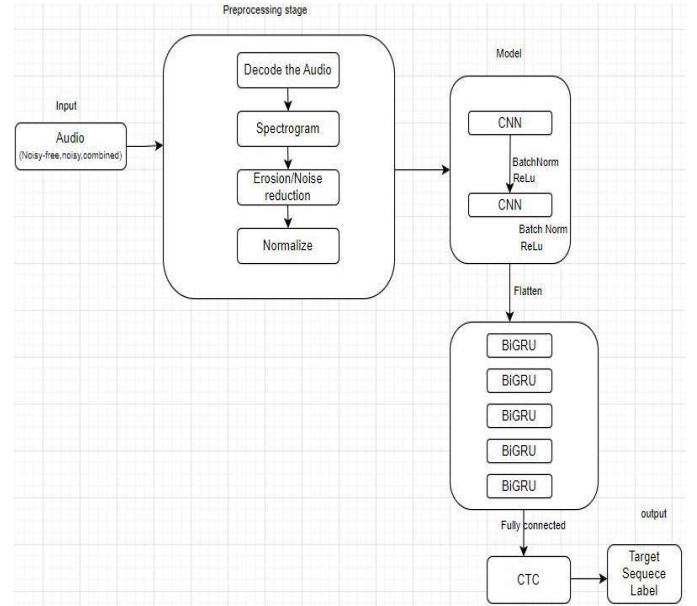 Preprocessing stage
Input
Audio
(Noisy-free,noisy,combined)
Decode the Audio
Spectrogram
Erosion/Noise
reduction
Normalize
Model
CNN
BatchNorm
ReLu
CNN
Batch Norm
ReLu
Flatten
BiGRU
BiGRU
BiGRU
BiGRU
BiGRU
Fully connected
CTC
output
Target
Sequece
Label